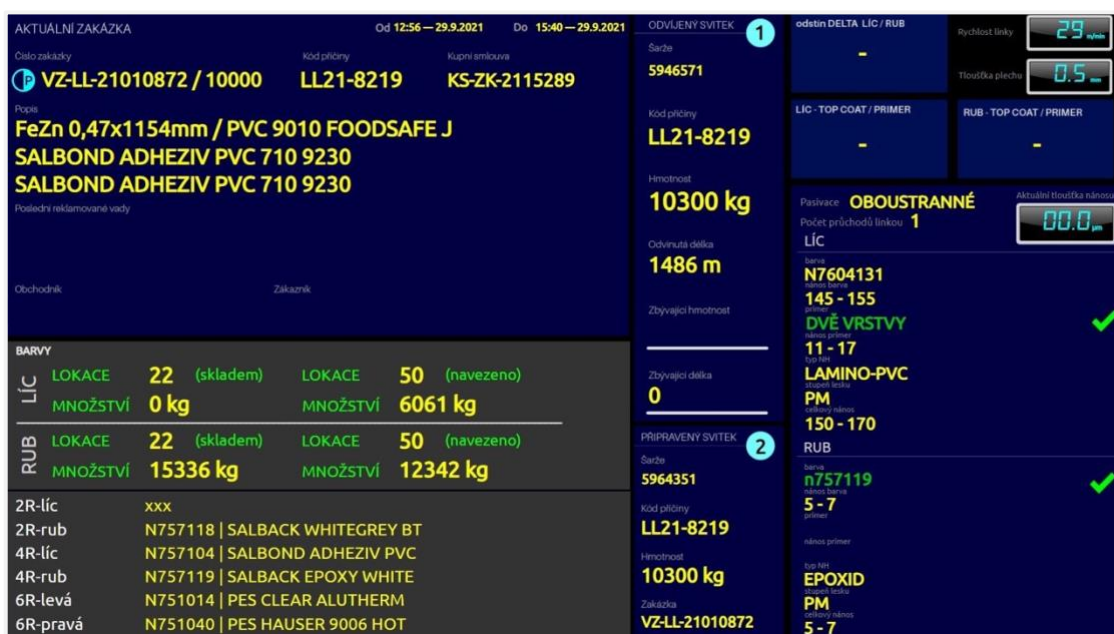 AKTUÁLNÍ ZAKÁZKA
Od 12:56 — 29.9.2021 Do 15:40 — 29.9.2021
Číslo zakázky Kód příčiny Kupní smlouva
P VZ-LL-21010872 / 10000 LL21-8219 KS-ZK-2115289
Popis
FeZn 0,47x1154mm / PVC 9010 FOODSAFE J
SALBOND ADHEZIV PVC 710 9230
SALBOND ADHEZIV PVC 710 9230
Poslední reklamované vady
Obchodník Zákazník
BARVY
LÍC
LOKACE 22 (skladem) LOKACE 50 (navezeno)
MNOŽSTVÍ 0 kg MNOŽSTVÍ 6061 kg
RUB
LOKACE 22 (skladem) LOKACE 50 (navezeno)
MNOŽSTVÍ 15336 kg MNOŽSTVÍ 12342 kg
2R-líc xxx
2R-rub N757118 | SALBACK WHITEGREY BT
4R-líc N757104 | SALBOND ADHEZIV PVC
4R-rub N757119 | SALBACK EPOXY WHITE
6R-levá N751014 | PES CLEAR ALUTHERM
6R-pravá N751040 | PES HAUSER 9006 HOT
ODVÍJENÝ SVITEK 1
Šarže
5946571
Kód příčiny
LL21-8219
Hmotnost
10300 kg
Odvinutá délka
1486 m
Zbývající hmotnost
Zbývající délka
0
PŘIPRAVENÝ SVITEK 2
Šarže
5964351
Kód příčiny
LL21-8219
Hmotnost
10300 kg
Zakázka
VZ-LL-21010872
odstín DELTA LÍC / RUB
-
Rychlost linky 29 m/min
Tloušťka plechu 0.5 mm
LÍC - TOP COAT / PRIMER
-
RUB - TOP COAT / PRIMER
-
Pasivace OBOUSTRANNÉ
Počet průchodů linkou 1
Aktuální tloušťka nánosu
00.0 µm
LÍC
barva
N7604131
nános barva
145 - 155
primer
DVĚ VRSTVY
nános primer
11 - 17
typ NH
LAMINO-PVC
stupeň lesku
PM
celkový nános
150 - 170
RUB
barva
n757119
nános barva
5 - 7
primer
nános primer
typ NH
EPOXID
stupeň lesku
PM
celkový nános
5 - 7